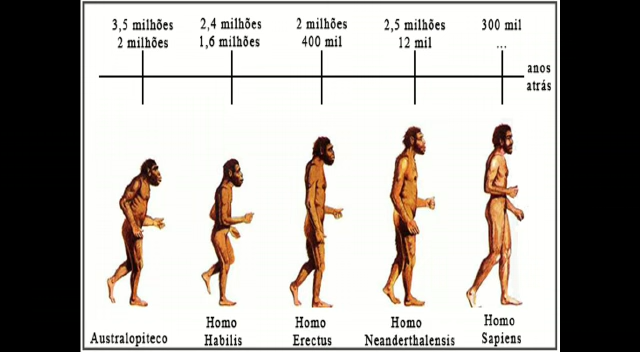 3,5 milhões
2 milhões
2,4 milhões
1,6 milhões
2 milhões
400 mil
2,5 milhões
12 mil
300 mil
...
anos
atrás
Australopiteco
Homo
Habilis
Homo
Erectus
Homo
Neanderthalensis
Homo
Sapiens